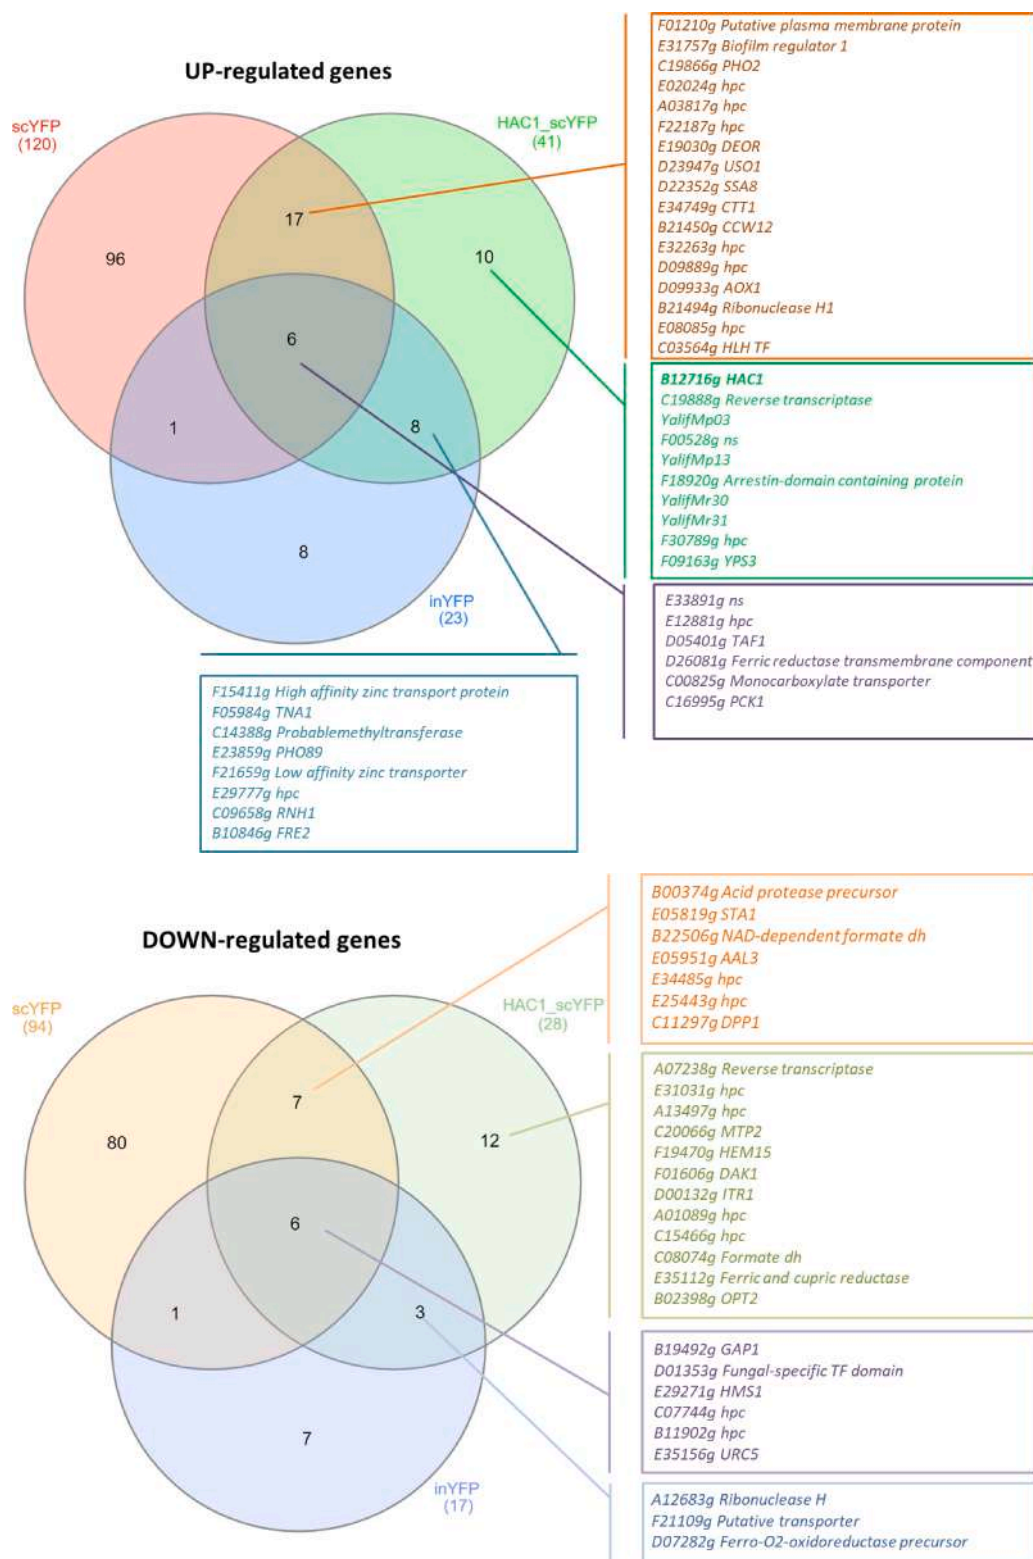 UP-regulated genes
scYFP
(120)
HAC1_scYFP
(41)
96
17
10
6
1
8
8
inYFP
(23)
F01210g Putative plasma membrane protein
E31757g Biofilm regulator 1
C19866g PHO2
E02024g hpc
A03817g hpc
F22187g hpc
E19030g DEOR
D23947g USO1
D22352g SSA8
E34749g CTT1
B21450g CCW12
E32263g hpc
D09889g hpc
D09933g AOX1
B21494g Ribonuclease H1
E08085g hpc
C03564g HLH TF
B12716g HAC1
C19888g Reverse transcriptase
YalifMp03
F00528g ns
YalifMp13
F18920g Arrestin-domain containing protein
YalifMr30
YalifMr31
F30789g hpc
F09163g YPS3
E33891g ns
E12881g hpc
D05401g TAF1
D26081g Ferric reductase transmembrane component
C00825g Monocarboxylate transporter
C16995g PCK1
F15411g High affinity zinc transport protein
F05984g TNA1
C14388g Probablemethyltransferase
E23859g PHO89
F21659g Low affinity zinc transporter
E29777g hpc
C09658g RNH1
B10846g FRE2
DOWN-regulated genes
scYFP
(94)
HAC1_scYFP
(28)
80
7
12
6
1
3
7
inYFP
(17)
B00374g Acid protease precursor
E05819g STA1
B22506g NAD-dependent formate dh
E05951g AAL3
E34485g hpc
E25443g hpc
C11297g DPP1
A07238g Reverse transcriptase
E31031g hpc
A13497g hpc
C20066g MTP2
F19470g HEM15
F01606g DAK1
D00132g ITR1
A01089g hpc
C15466g hpc
C08074g Formate dh
E35112g Ferric and cupric reductase
B02398g OPT2
B19492g GAP1
D01353g Fungal-specific TF domain
E29271g HMS1
C07744g hpc
B11902g hpc
E35156g URC5
A12683g Ribonuclease H
F21109g Putative transporter
D07282g Ferro-O2-oxidoreductase precursor